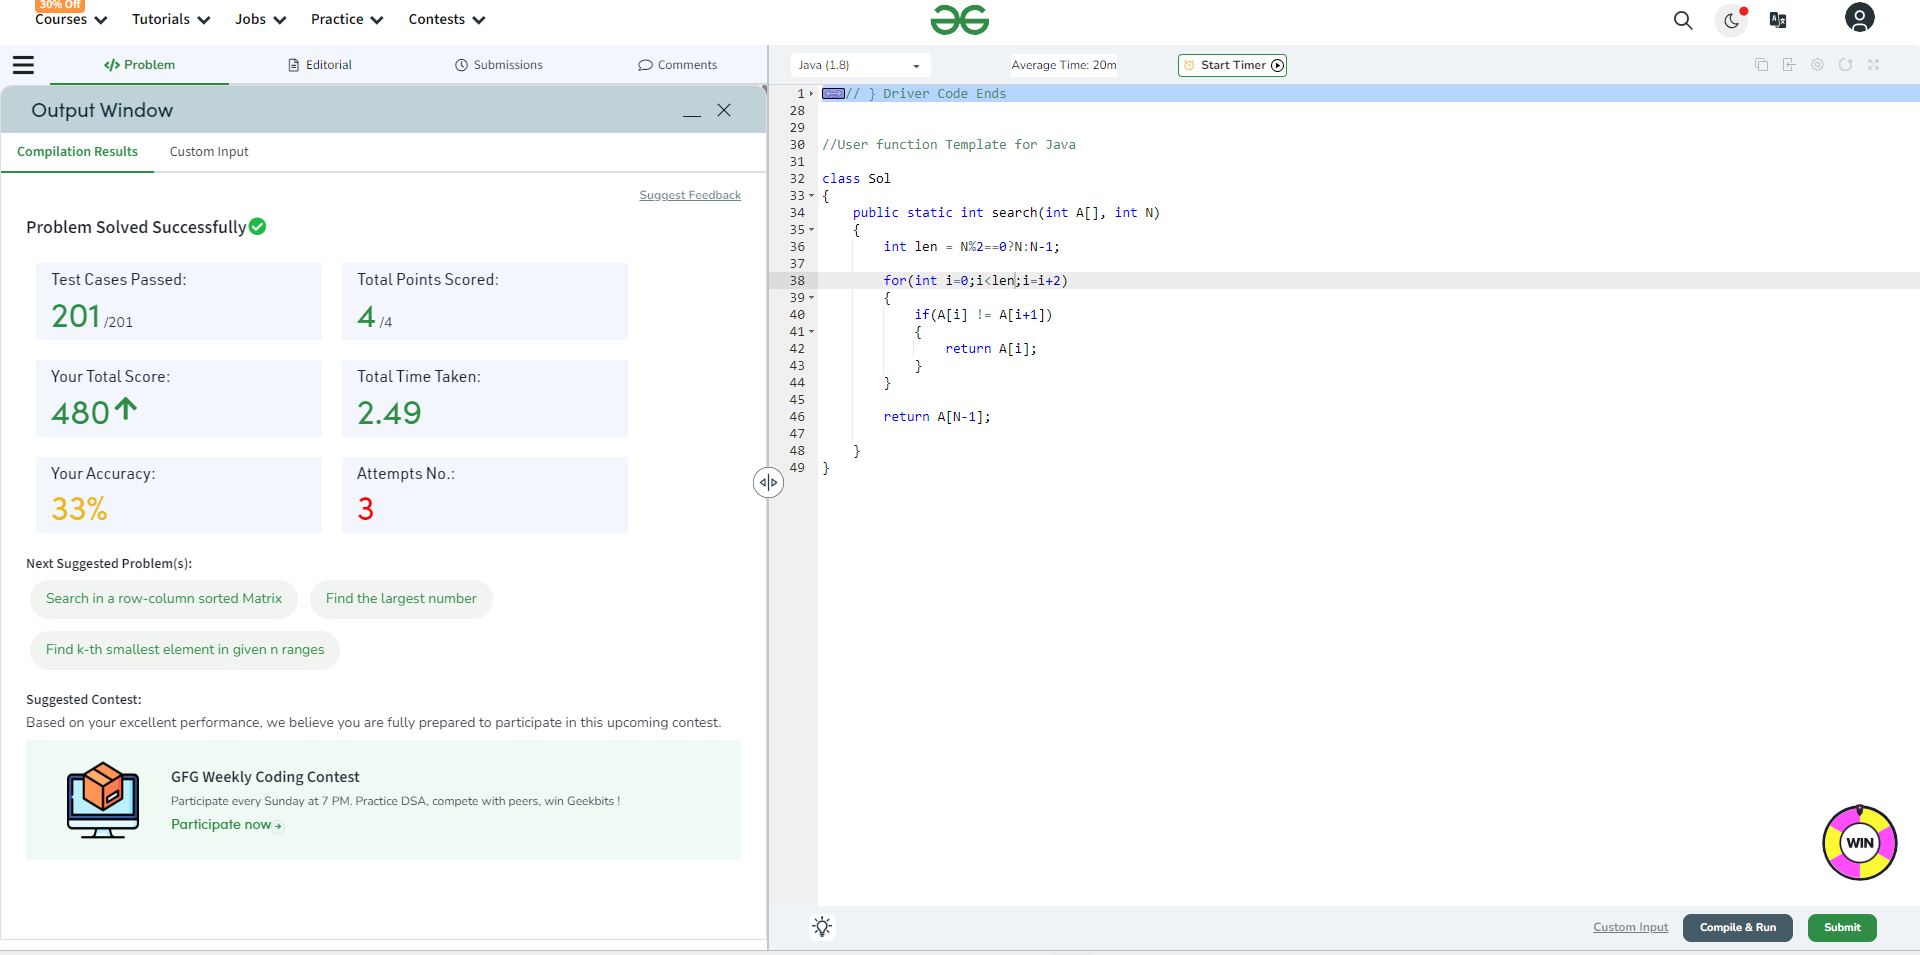 30% Off
Courses Tutorials Jobs Practice Contests
Problem Editorial Submissions Comments
Output Window
Compilation Results Custom Input
Suggest Feedback
Problem Solved Successfully
Test Cases Passed:
201 /201
Total Points Scored:
4 /4
Your Total Score:
480
Total Time Taken:
2.49
Your Accuracy:
33%
Attempts No.:
3
Next Suggested Problem(s):
Search in a row-column sorted Matrix
Find the largest number
Find k-th smallest element in given n ranges
Suggested Contest:
Based on your excellent performance, we believe you are fully prepared to participate in this upcoming contest.
GFG Weekly Coding Contest
Participate every Sunday at 7 PM. Practice DSA, compete with peers, win Geekbits !
Participate now
Java (1.8)
Average Time: 20m
Start Timer
1 // } Driver Code Ends
28
29
30 //User function Template for Java
31
32 class Sol
33 {
34 public static int search(int A[], int N)
35 {
36 int len = N%2==0?N:N-1;
37
38 for(int i=0;i<len;i=i+2)
39 {
40 if(A[i] != A[i+1])
41 {
42 return A[i];
43 }
44 }
45
46 return A[N-1];
47
48 }
49 }
WIN
Custom Input
Compile & Run
Submit